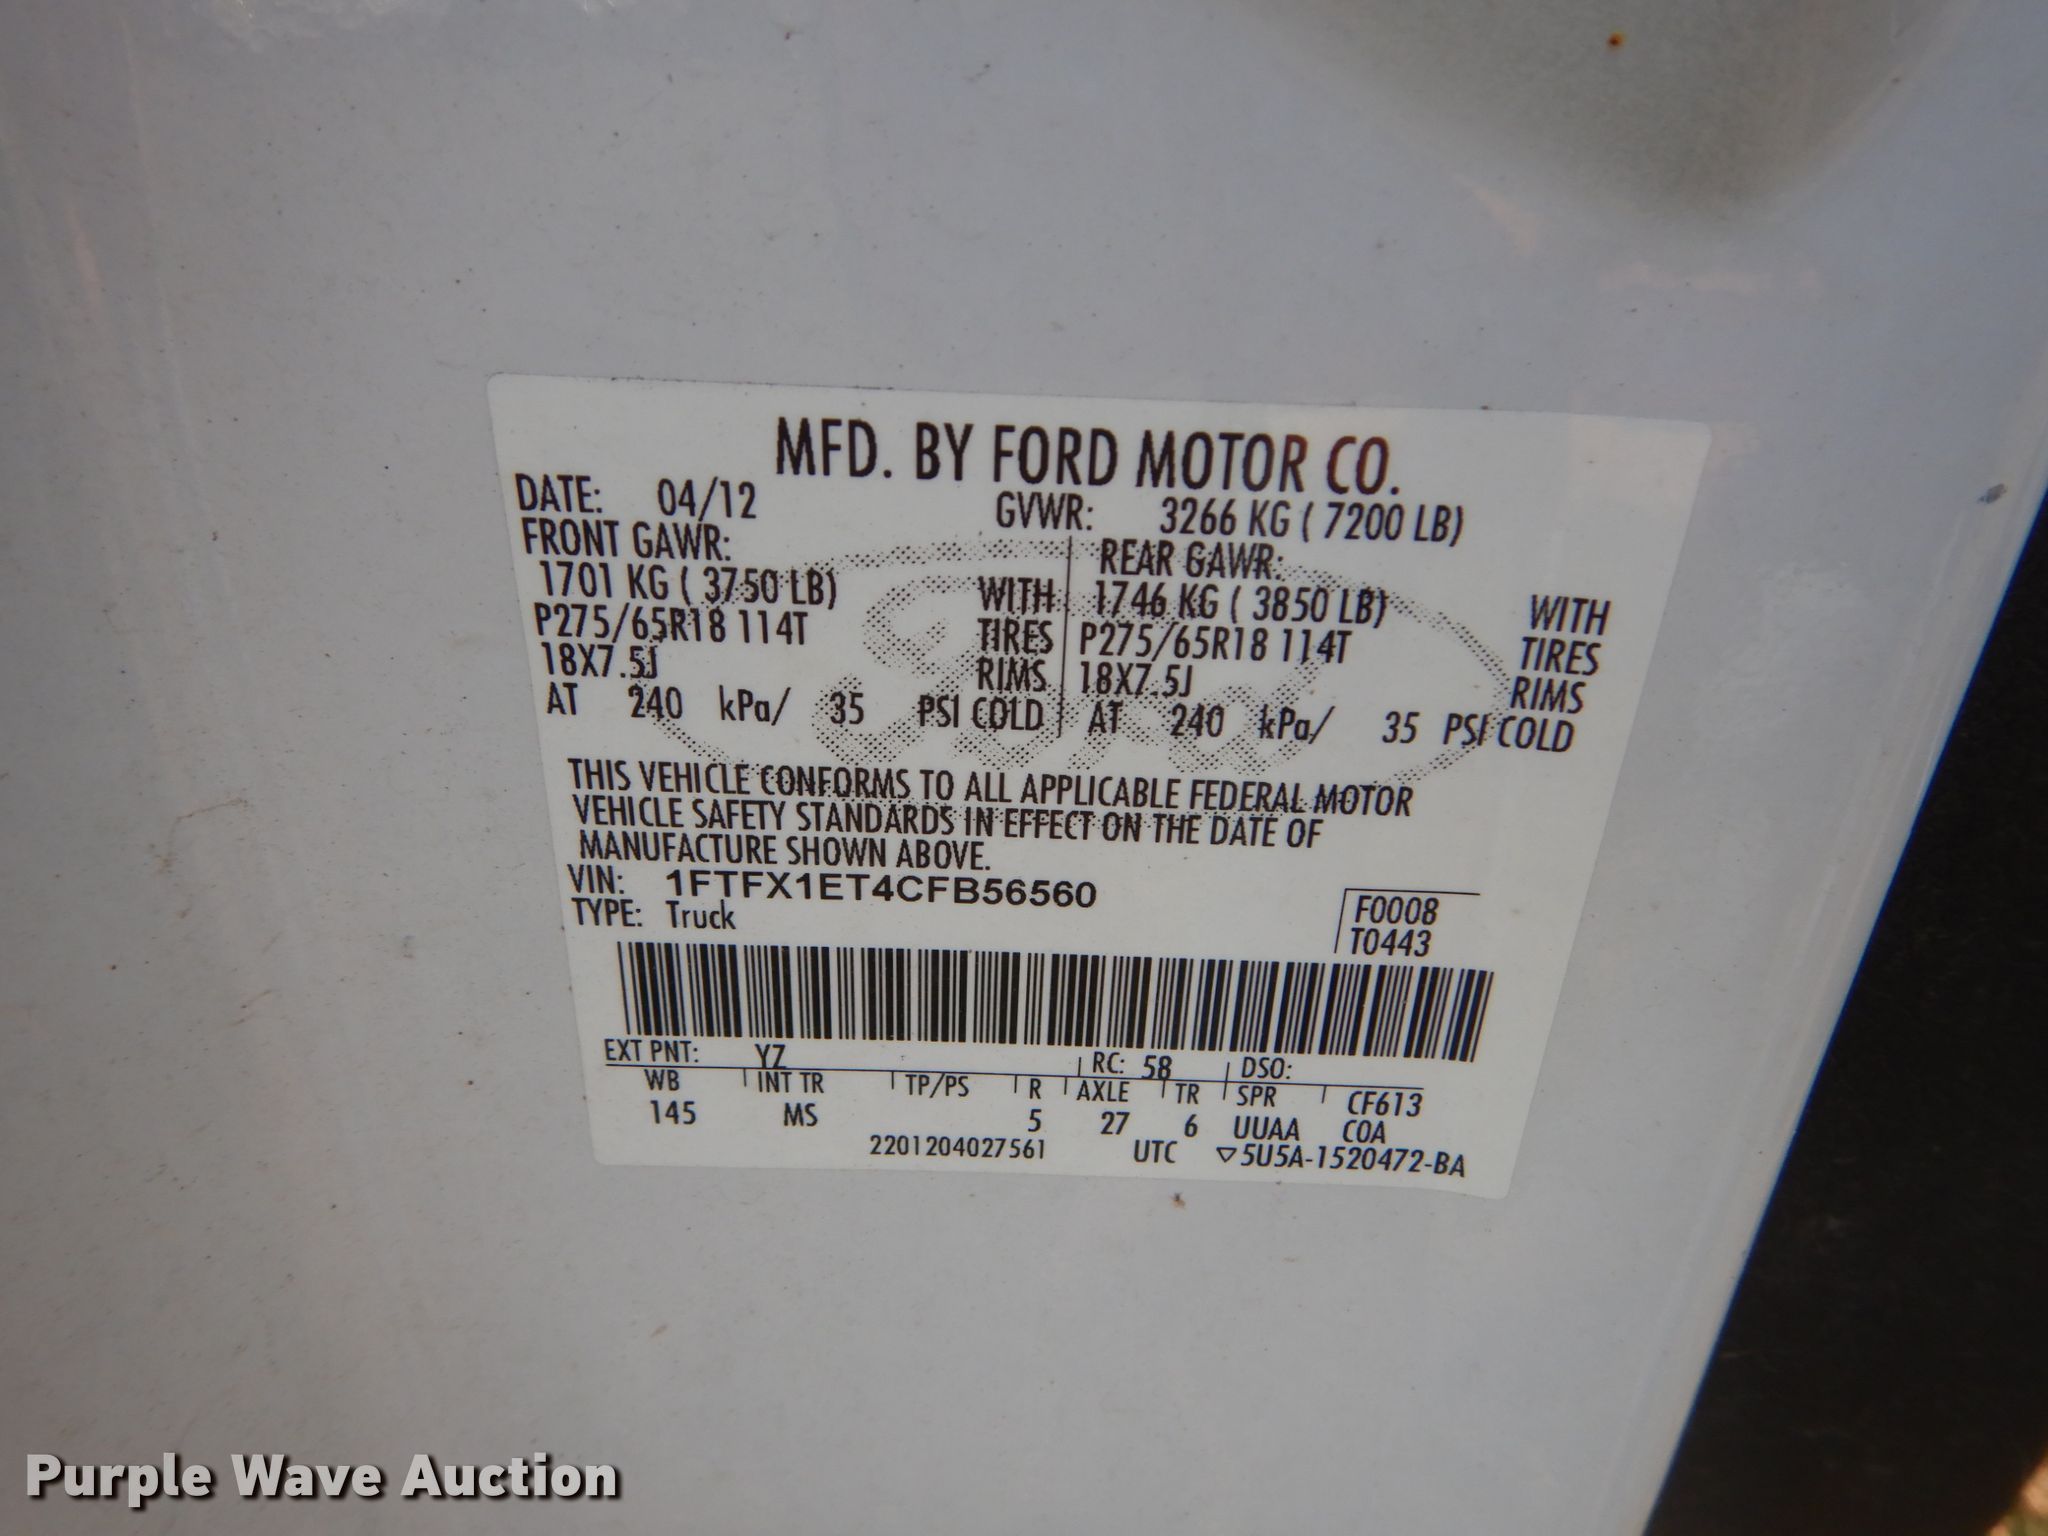 MFD. BY FORD MOTOR CO.
DATE: 04/12 GVWR: 3266 KG ( 7200 LB)
FRONT GAWR: REAR GAWR:
1701 KG ( 3750 LB) WITH 1746 KG ( 3850 LB) WITH
P275/65R18 114T TIRES P275/65R18 114T TIRES
18X7.5J RIMS 18X7.5J RIMS
AT 240 kPa/ 35 PSI COLD AT 240 kPa/ 35 PSI COLD
THIS VEHICLE CONFORMS TO ALL APPLICABLE FEDERAL MOTOR
VEHICLE SAFETY STANDARDS IN EFFECT ON THE DATE OF
MANUFACTURE SHOWN ABOVE.
VIN: 1FTFX1ET4CFB56560
TYPE: Truck
F0008
T0443
EXT PNT: YZ RC: 58 DSO:
WB INT TR TP/PS R AXLE TR SPR CF613
145 MS 5 27 6 UUAA COA
2201204027561 UTC ▽5U5A-1520472-BA
Ford
Purple Wave Auction